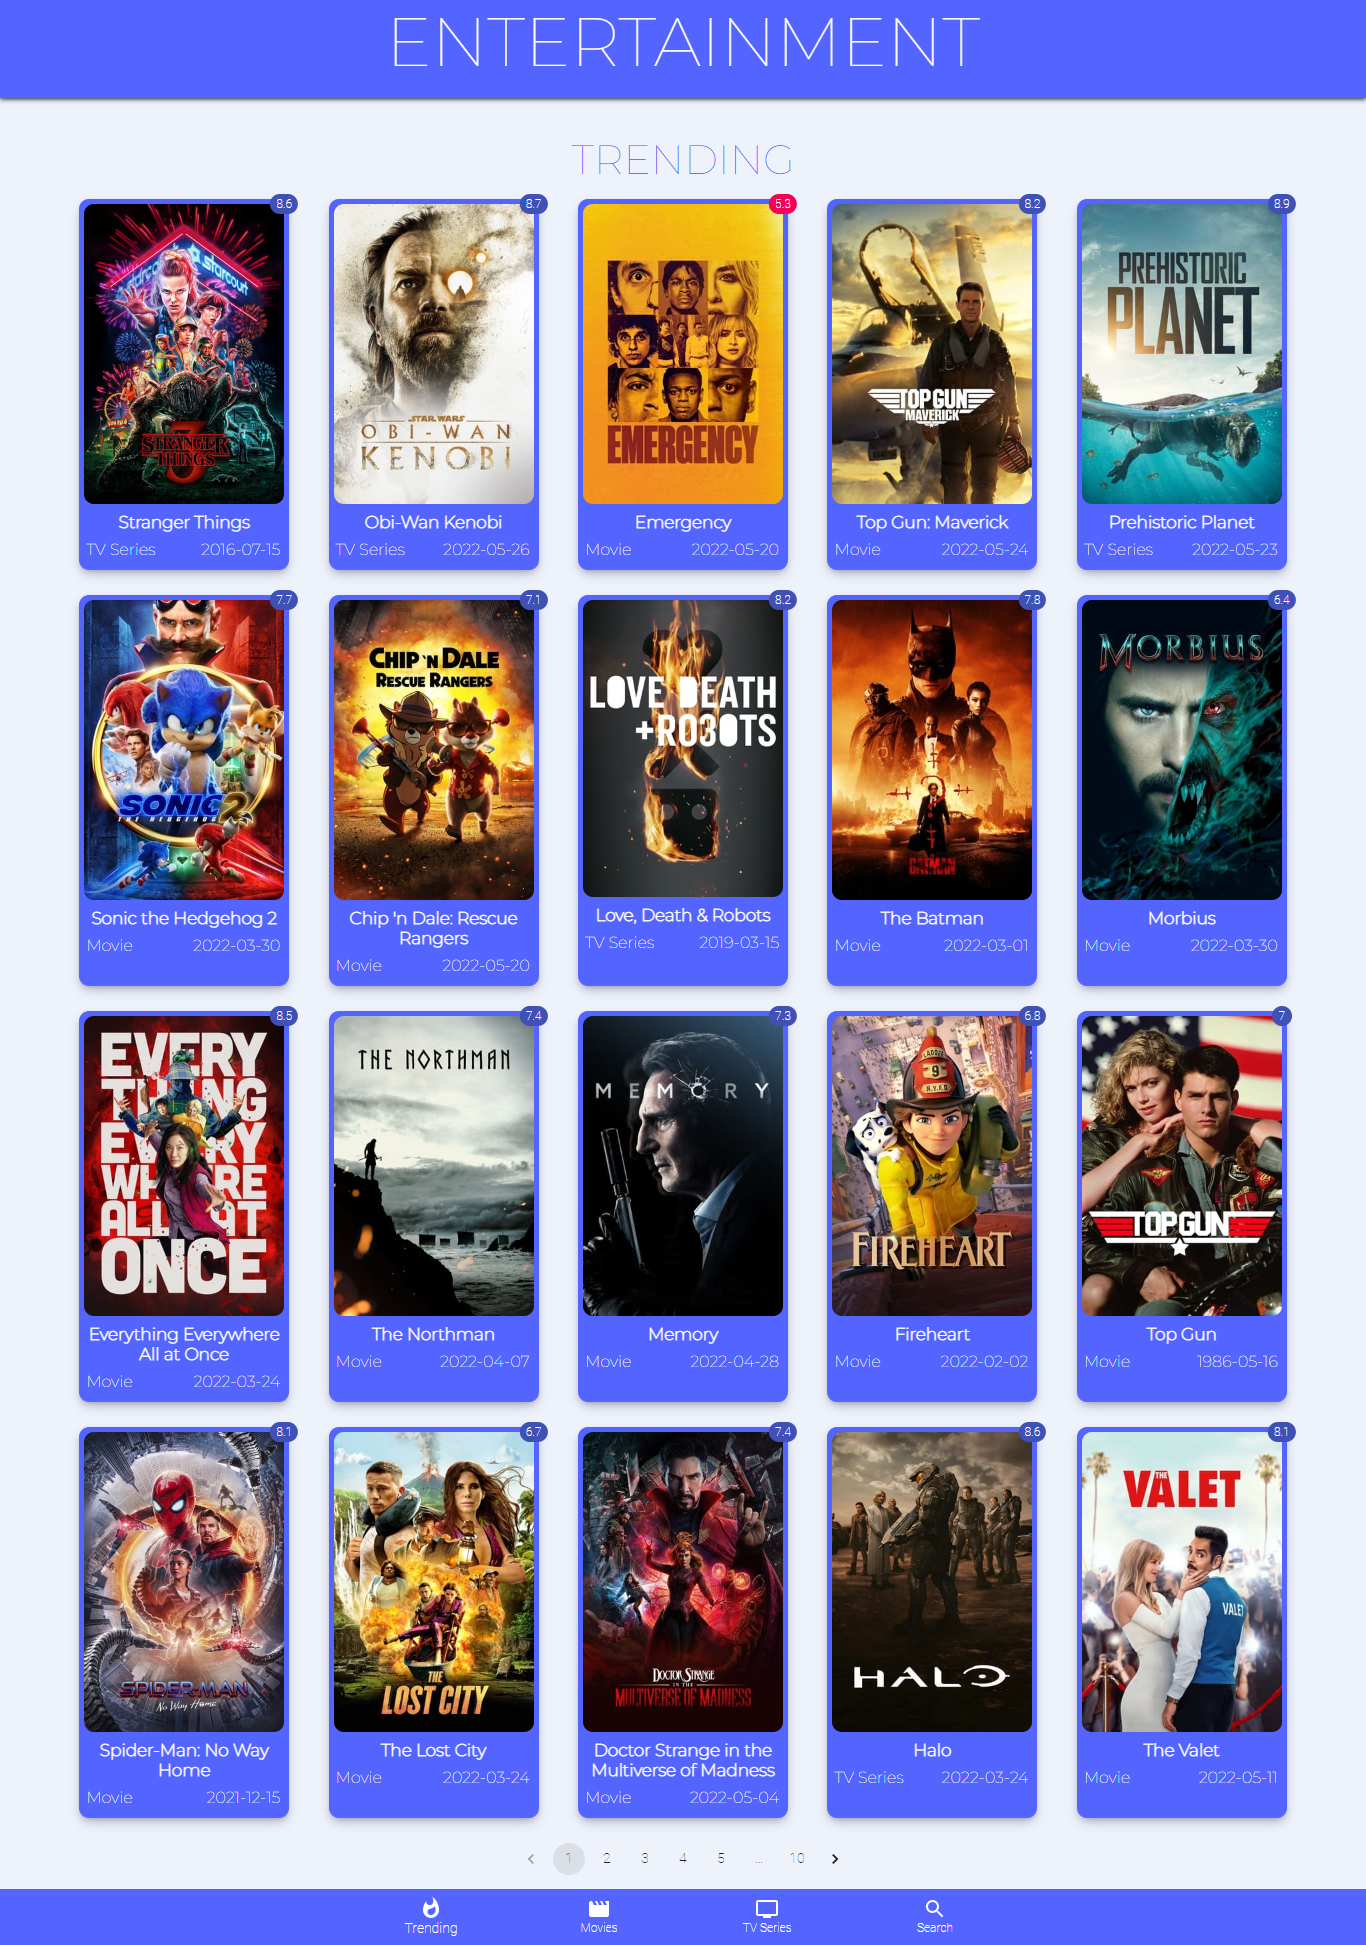 ENTERTAINMENT
TRENDING
8.6
8.7
5.3
8.2
8.9
starcourt
STRANGER
THINGS
3
STAR WARS
OBI-WAN
KENOBI
EMERGENCY
TOP GUN
MAVERICK
PREHISTORIC
PLANET
Stranger Things
Obi-Wan Kenobi
Emergency
Top Gun: Maverick
Prehistoric Planet
TV Series 2016-07-15
TV Series 2022-05-26
Movie 2022-05-20
Movie 2022-05-24
TV Series 2022-05-23
7.7
7.1
8.2
7.8
6.4
SONIC 2
THE HEDGEHOG
CHIP 'N DALE
RESCUE RANGERS
LOVE DEATH
+RO3OTS
THE
BATMAN
MORBIUS
Sonic the Hedgehog 2
Chip 'n Dale: Rescue
Rangers
Love, Death & Robots
The Batman
Morbius
Movie 2022-03-30
Movie 2022-05-20
TV Series 2019-03-15
Movie 2022-03-01
Movie 2022-03-30
8.5
7.4
7.3
6.8
7
EVERY
THING
EVERY
WHERE
ALL AT
ONCE
THE NORTHMAN
MEMORY
LADDER
9
N.Y.F.D
FIREHEART
TOP GUN
Everything Everywhere
All at Once
The Northman
Memory
Fireheart
Top Gun
Movie 2022-03-24
Movie 2022-04-07
Movie 2022-04-28
Movie 2022-02-02
Movie 1986-05-16
8.1
6.7
7.4
8.6
8.1
SPIDER-MAN
No Way Home
THE
LOST CITY
DOCTOR STRANGE
IN THE
MULTIVERSE OF MADNESS
HALO
THE
VALET
VALET
Spider-Man: No Way
Home
The Lost City
Doctor Strange in the
Multiverse of Madness
Halo
The Valet
Movie 2021-12-15
Movie 2022-03-24
Movie 2022-05-04
TV Series 2022-03-24
Movie 2022-05-11
1 2 3 4 5 … 10
Trending Movies TV Series Search